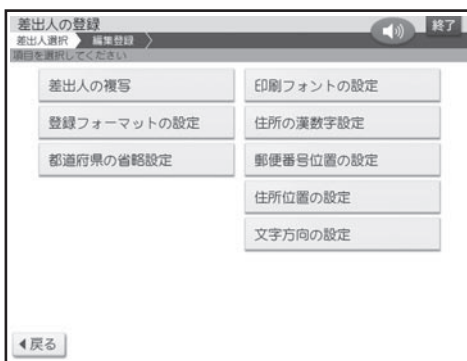 差出人の登録
終了
差出人選択 編集登録
項目を選択してください
差出人の複写
登録フォーマットの設定
都道府県の省略設定
印刷フォントの設定
住所の漢数字設定
郵便番号位置の設定
住所位置の設定
文字方向の設定
戻る